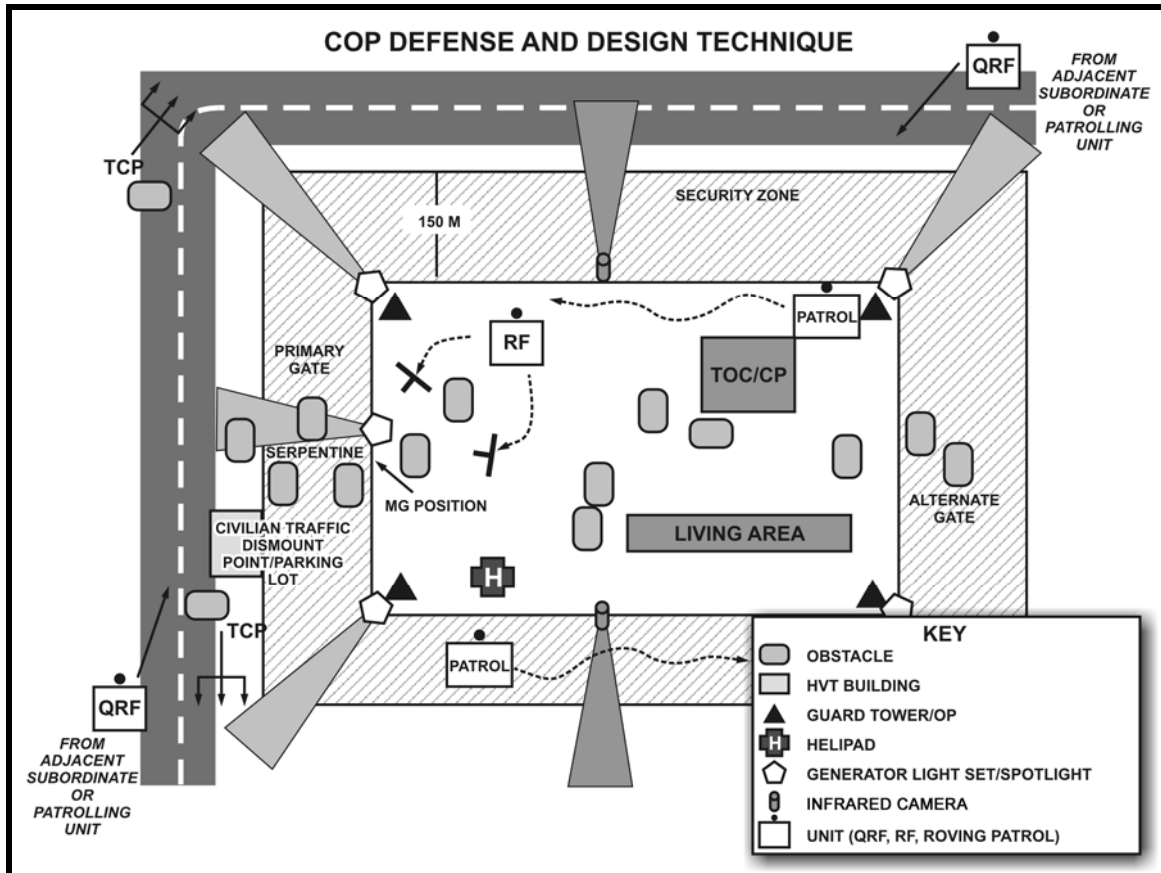 COP DEFENSE AND DESIGN TECHNIQUE
QRF
FROM
ADJACENT
SUBORDINATE
OR
PATROLLING
UNIT
TCP
SECURITY ZONE
150 M
PATROL
RF
PRIMARY
GATE
TOC/CP
SERPENTINE
MG POSITION
ALTERNATE
GATE
CIVILIAN TRAFFIC
DISMOUNT
POINT/PARKING
LOT
LIVING AREA
H
TCP
PATROL
QRF
FROM
ADJACENT
SUBORDINATE
OR
PATROLLING
UNIT
KEY
OBSTACLE
HVT BUILDING
GUARD TOWER/OP
H
HELIPAD
GENERATOR LIGHT SET/SPOTLIGHT
INFRARED CAMERA
UNIT (QRF, RF, ROVING PATROL)